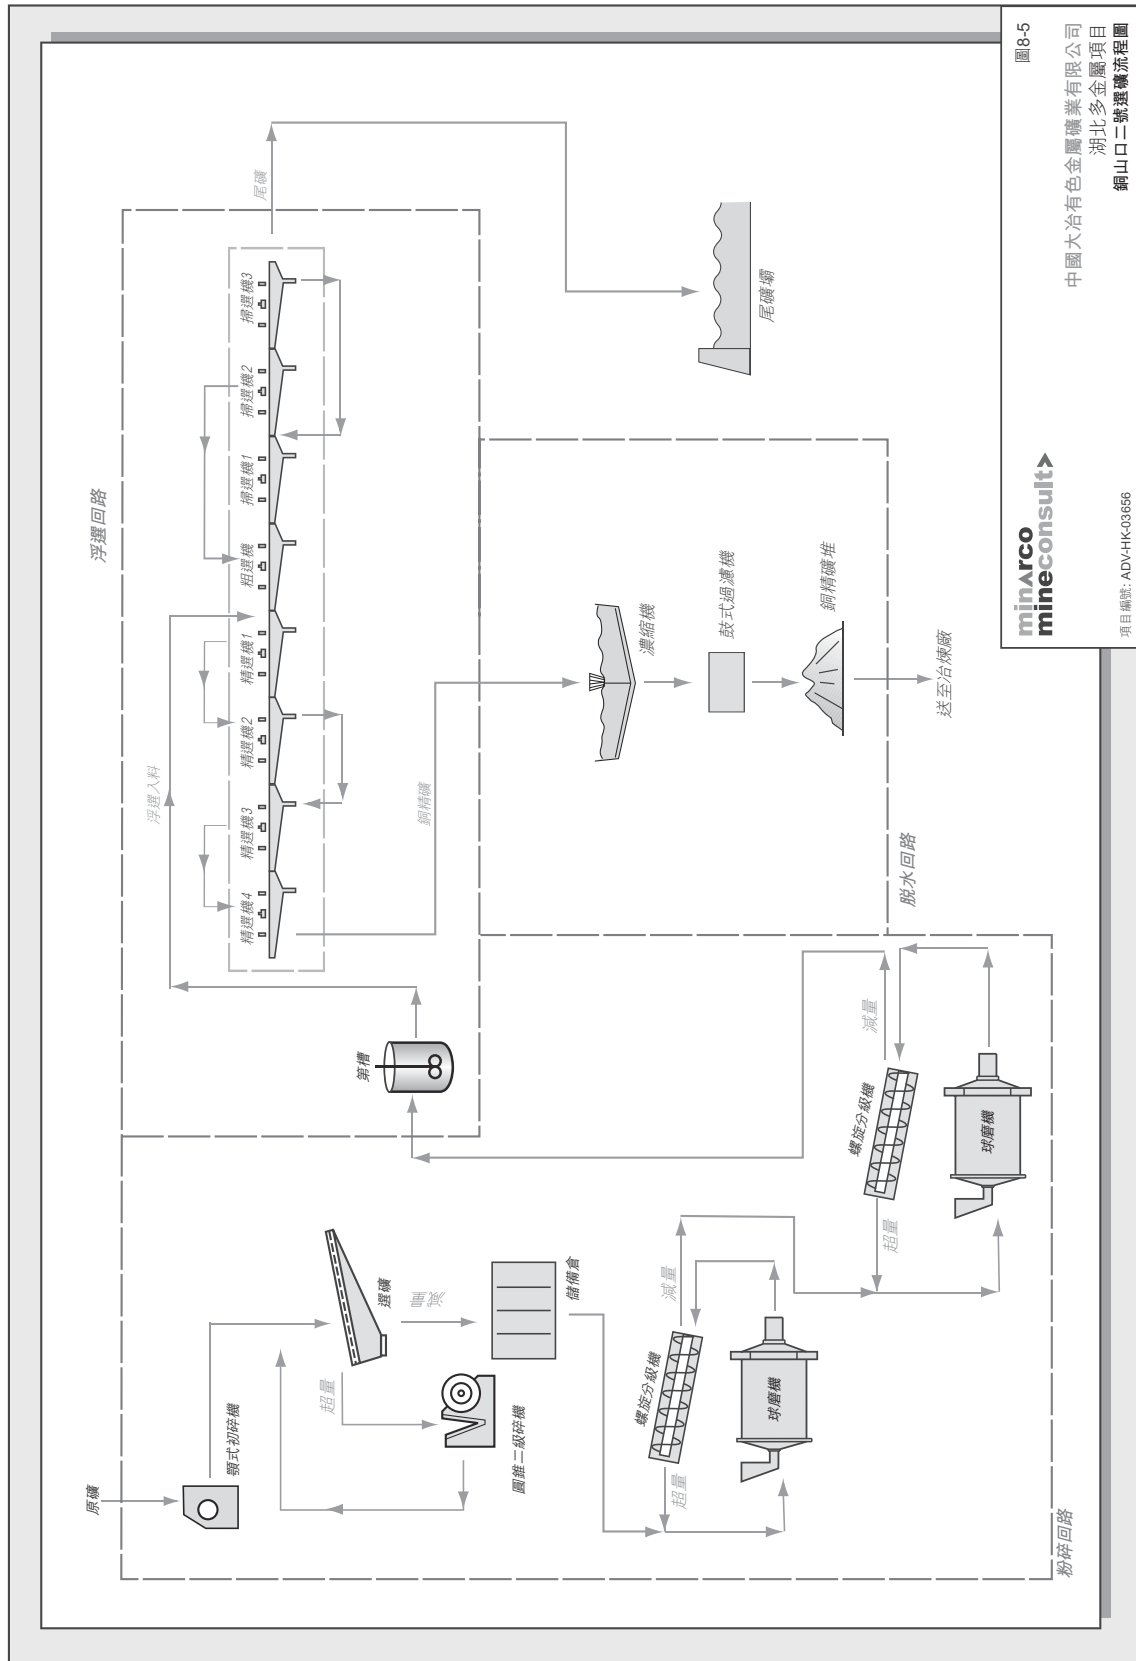 原礦
顎式初碎機
選礦
超量
減量
圓錐二級碎機
儲備倉
螺旋分級機
減量
超量
球磨機
螺旋分級機
減量
超量
球磨機
粉碎回路
第槽
浮選入料
浮選回路
精選機4
精選機3
精選機2
精選機1
粗選機
掃選機1
掃選機2
掃選機3
尾礦
尾礦壩
銅精礦
濃縮機
鼓式過濾機
銅精礦堆
送至冶煉廠
脫水回路
minarco
mineconsult
項目編號: ADV-HK-03656
圖8-5
中國大冶有色金屬礦業有限公司
湖北多金屬項目
銅山口二號選礦流程圖